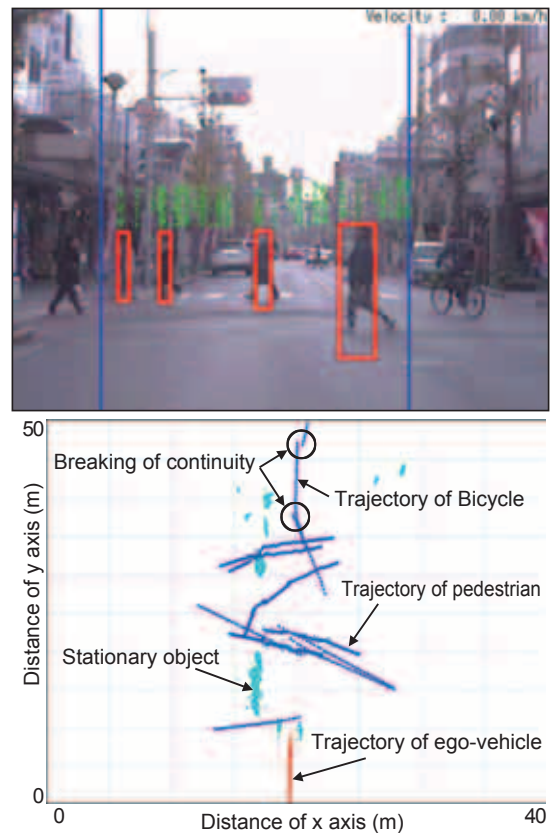 Velocity : 0.00 km/h
50
Breaking of continuity
Trajectory of Bicycle
Trajectory of pedestrian
Stationary object
Trajectory of ego-vehicle
Distance of y axis (m)
0
0
40
Distance of x axis (m)